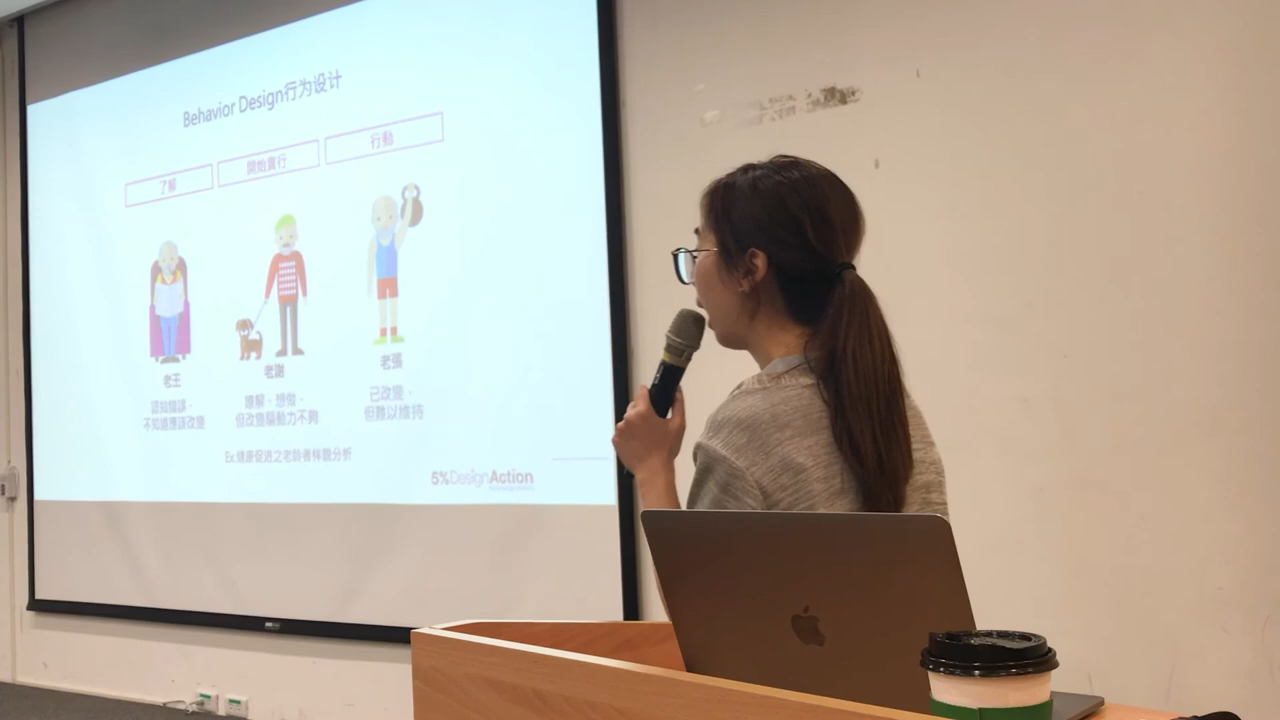 Behavior Design行为设计
了解
開始實行
行動
老王
認知錯誤、
不知道應該改變
老謝
瞭解、想做、
但改變驅動力不夠
老張
已改變、
但難以維持
Ex.健康促進之老齡者樣貌分析
5%DesignAction